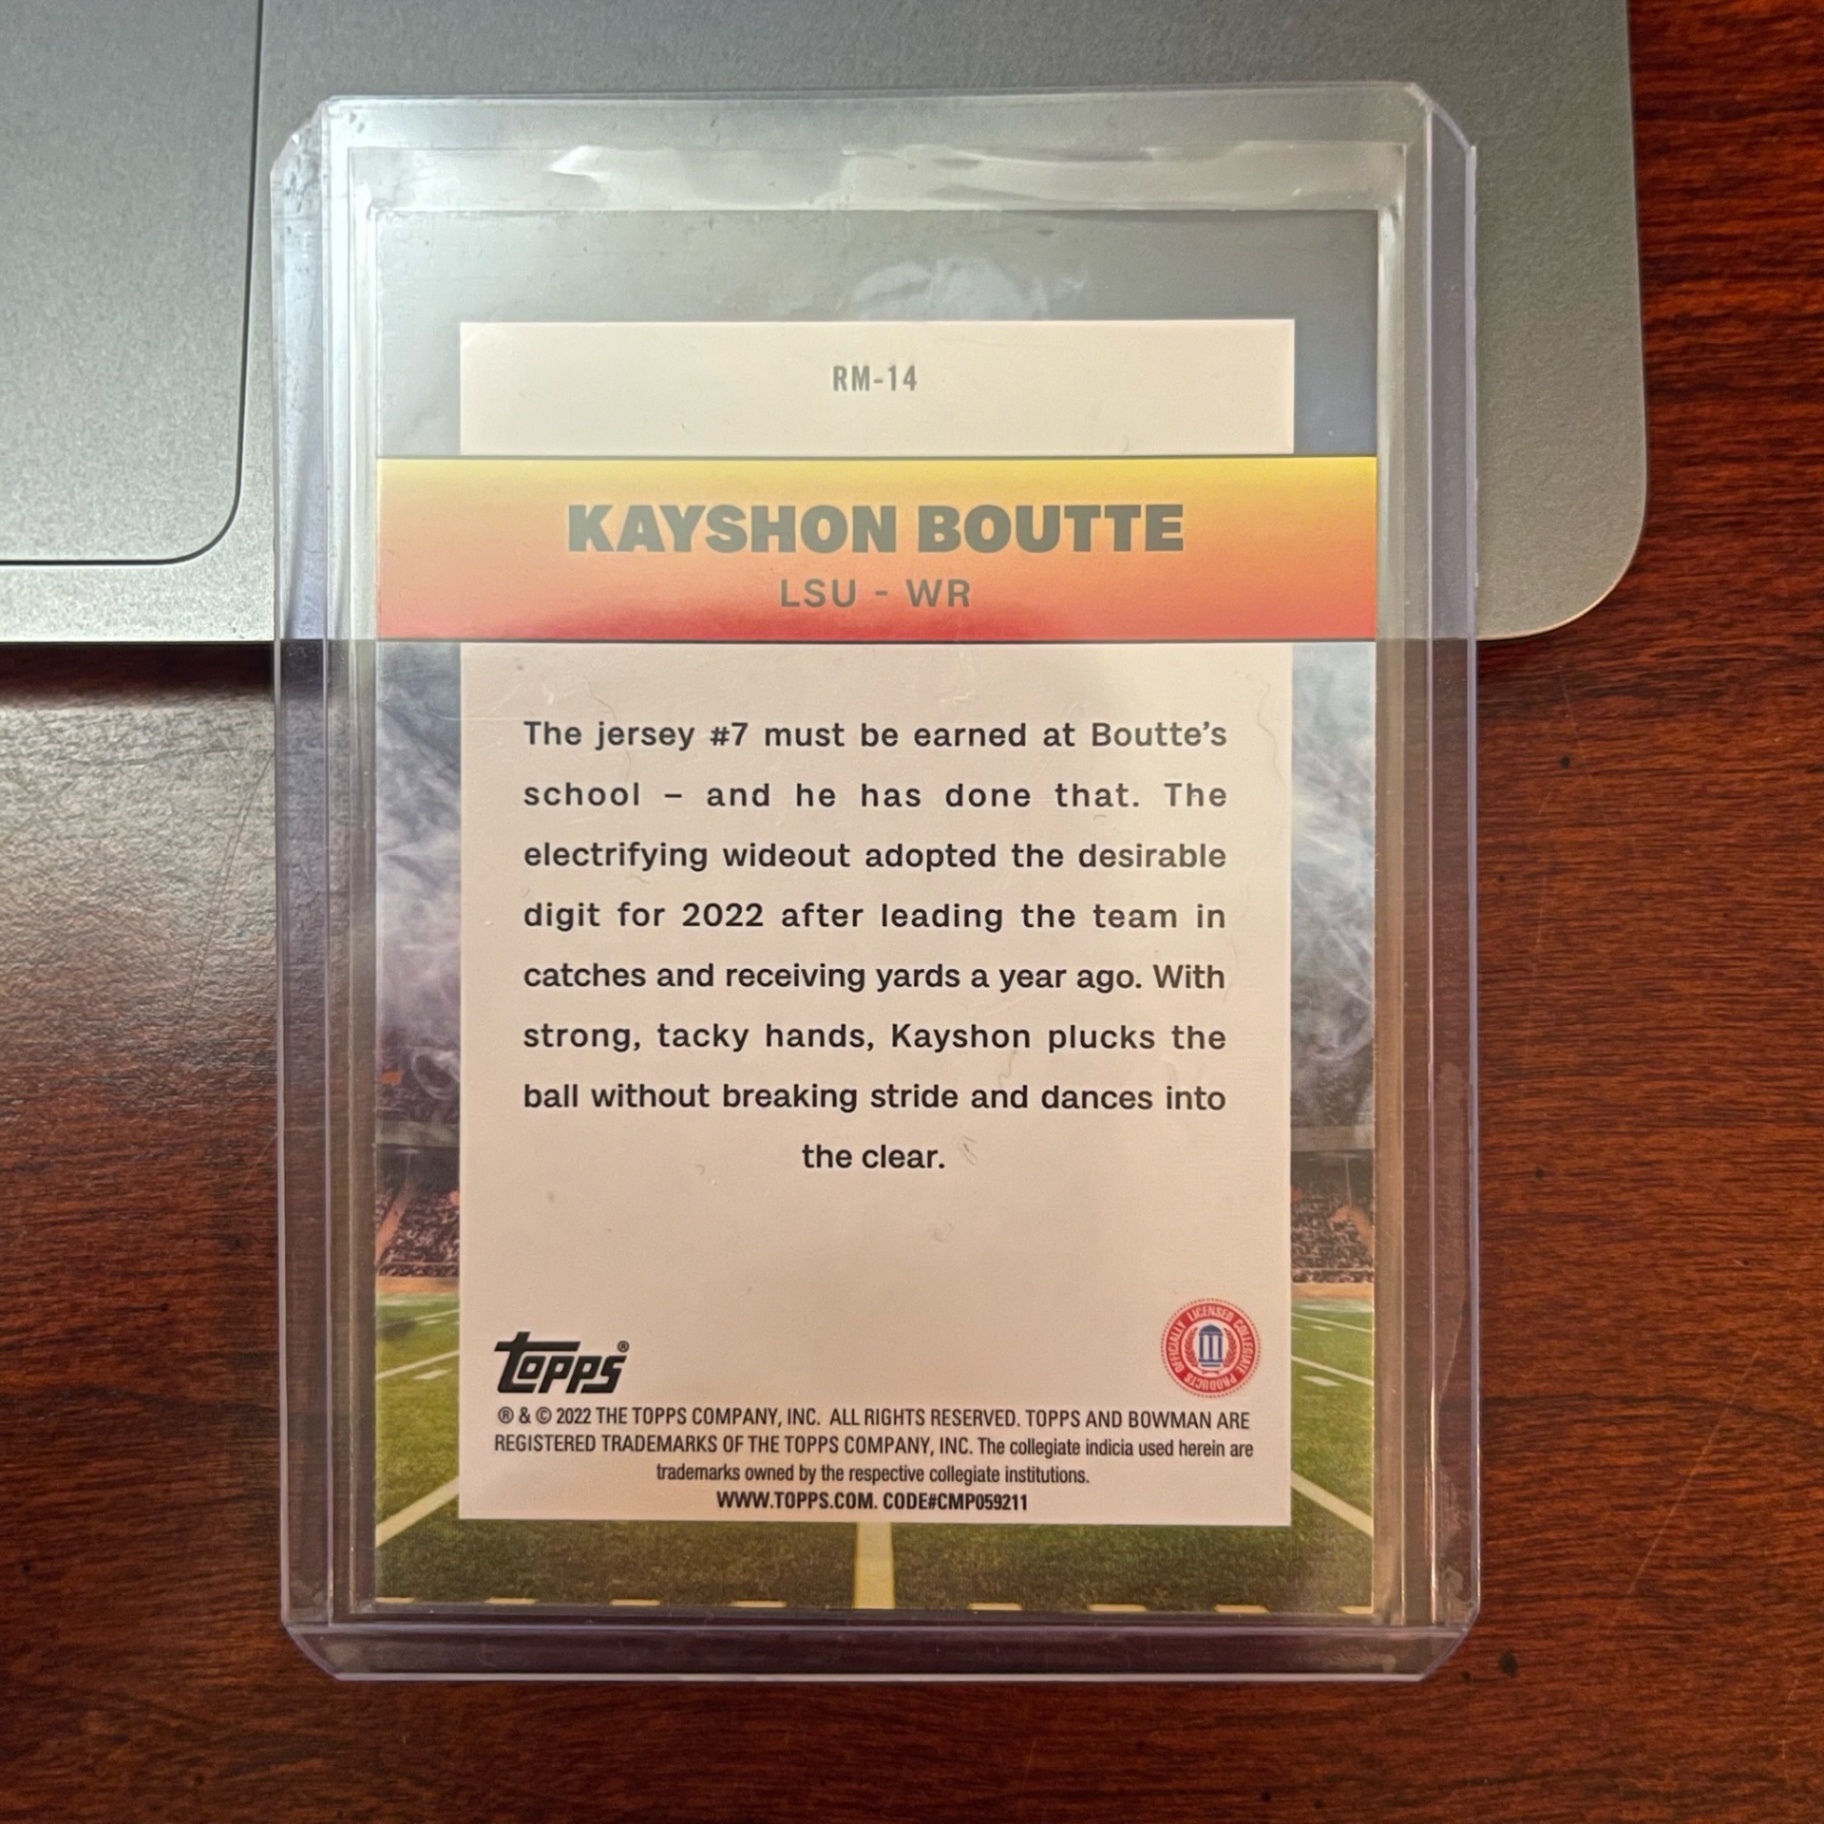 RM-14
KAYSHON BOUTTE
LSU - WR
The jersey #7 must be earned at Boutte's
school – and he has done that. The
electrifying wideout adopted the desirable
digit for 2022 after leading the team in
catches and receiving yards a year ago. With
strong, tacky hands, Kayshon plucks the
ball without breaking stride and dances into
the clear.
topps®
OFFICIALLY LICENSED COLLEGIATE PRODUCTS
® & © 2022 THE TOPPS COMPANY, INC. ALL RIGHTS RESERVED. TOPPS AND BOWMAN ARE
REGISTERED TRADEMARKS OF THE TOPPS COMPANY, INC. The collegiate indicia used herein are
trademarks owned by the respective collegiate institutions.
WWW.TOPPS.COM. CODE#CMP059211